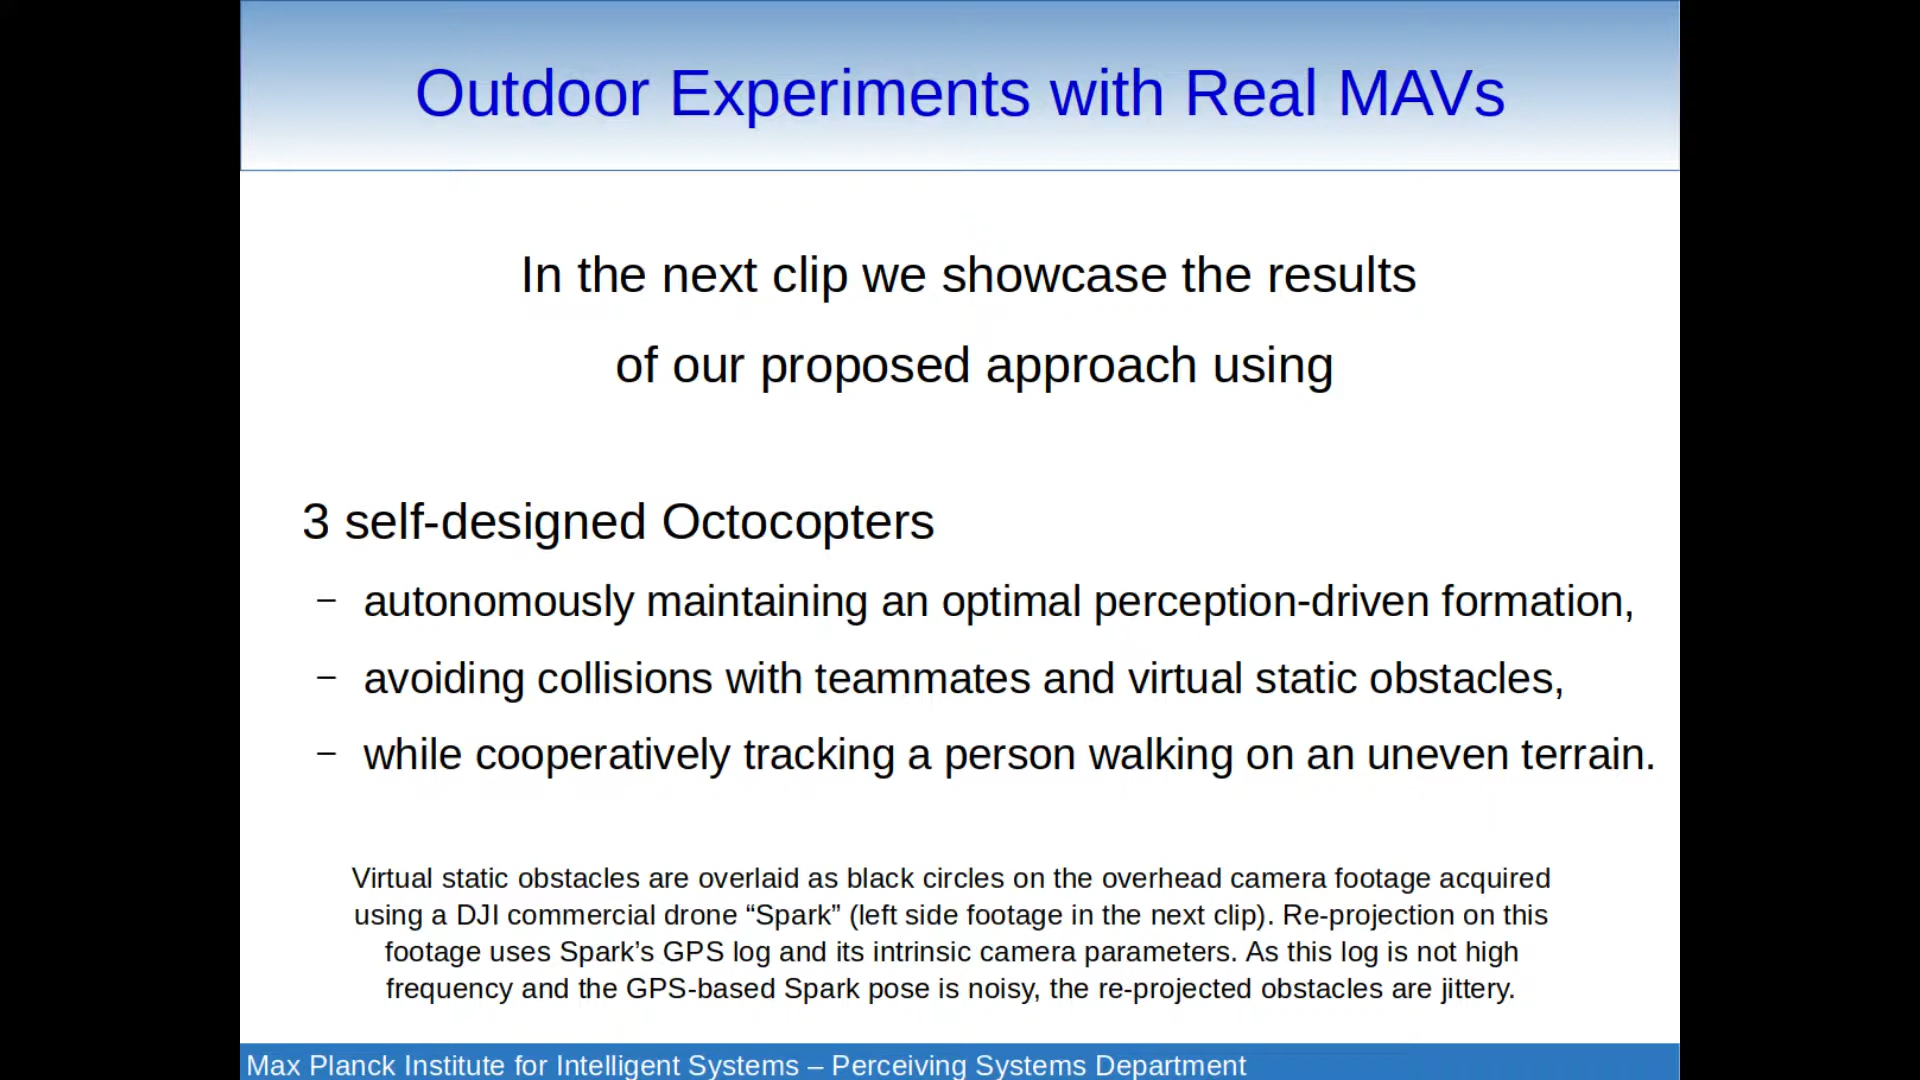 Outdoor Experiments with Real MAVs
In the next clip we showcase the results
of our proposed approach using
3 self-designed Octocopters
– autonomously maintaining an optimal perception-driven formation,
– avoiding collisions with teammates and virtual static obstacles,
– while cooperatively tracking a person walking on an uneven terrain.
Virtual static obstacles are overlaid as black circles on the overhead camera footage acquired
using a DJI commercial drone “Spark” (left side footage in the next clip). Re-projection on this
footage uses Spark’s GPS log and its intrinsic camera parameters. As this log is not high
frequency and the GPS-based Spark pose is noisy, the re-projected obstacles are jittery.
Max Planck Institute for Intelligent Systems – Perceiving Systems Department